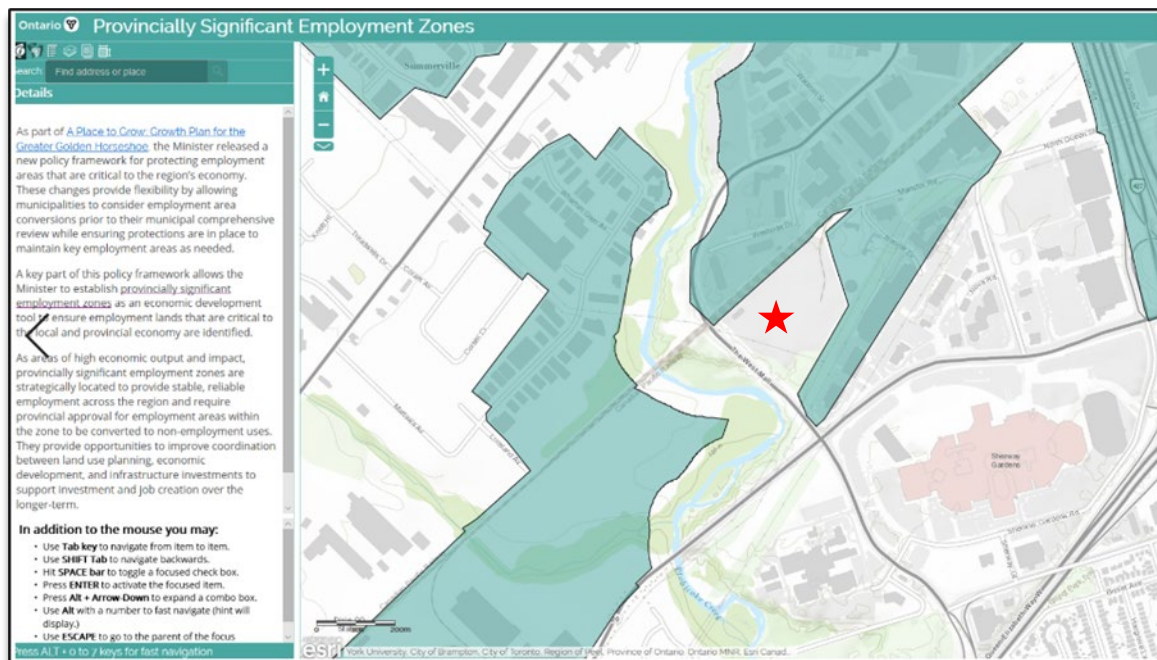 Ontario Provincially Significant Employment Zones
Search: Find address or place
Details
As part of A Place to Grow: Growth Plan for the
Greater Golden Horseshoe, the Minister released a
new policy framework for protecting employment
areas that are critical to the region's economy.
These changes provide flexibility by allowing
municipalities to consider employment area
conversions prior to their municipal comprehensive
review while ensuring protections are in place to
maintain key employment areas as needed.
A key part of this policy framework allows the
Minister to establish provincially significant
employment zones as an economic development
tool to ensure employment lands that are critical to
the local and provincial economy are identified.
As areas of high economic output and impact,
provincially significant employment zones are
strategically located to provide stable, reliable
employment across the region and require
provincial approval for employment areas within
the zone to be converted to non-employment uses.
They provide opportunities to improve coordination
between land use planning, economic
development, and infrastructure investments to
support investment and job creation over the
longer-term.
In addition to the mouse you may:
• Use Tab key to navigate from item to item.
• Use SHIFT Tab to navigate backwards.
• Hit SPACE bar to toggle a focused check box.
• Press ENTER to activate the focused item.
• Press Alt + Arrow-Down to expand a combo box.
• Use Alt with a number to fast navigate (hint will
display.)
• Use ESCAPE to go to the parent of the focus
Press ALT + 0 to 7 keys for fast navigation
Summerville
427
The West Mall
Sherway
Gardens
Sherway Gardens Rd
Etobicoke Creek
200m
esri
York University, City of Brampton, City of Toronto, Region of Peel, Province of Ontario, Ontario MNR, Esri Canada,